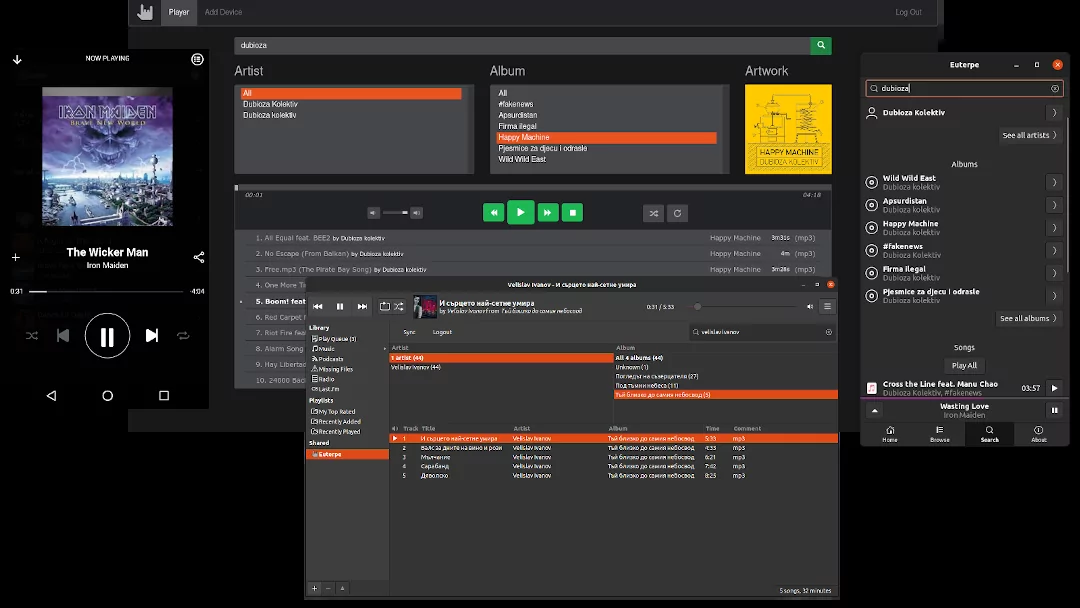 Player
Add Device
Log Out
dubioza
Artist
Album
Artwork
All
Dubioza Kolektiv
Dubioza kolektiv
All
#fakenews
Apsurdistan
Firma ilegal
Happy Machine
Pjesmice za djecu i odrasle
Wild Wild East
HAPPY MACHINE
DUBIOZA KOLEKTIV
00:01
04:18
1. All Equal feat. BEE2 by Dubioza kolektiv
Happy Machine 3m31s (mp3)
2. No Escape (From Balkan) by Dubioza kolektiv
Happy Machine 4m (mp3)
3. Free.mp3 (The Pirate Bay Song) by Dubioza kolektiv
Happy Machine 3m28s (mp3)
4. One More Ti
5. Boom! feat
6. Red Carpet
7. Riot Fire fea
8. Alarm Song
9. Hay Libertad
10. 24000 Bac
NOW PLAYING
IRON MAIDEN
BRAVE NEW WORLD
The Wicker Man
Iron Maiden
0:31
-4:04
Velislav Ivanov - И сърцето най-сетне умира
И сърцето най-сетне умира
by Velislav Ivanov from Тъй близко до самия небосвод
0:31 / 5:33
Library
Play Queue (3)
Music
Podcasts
Missing Files
Radio
Last.fm
Playlists
My Top Rated
Recently Added
Recently Played
Shared
Euterpe
Sync
Logout
velislav ivanov
Artist
Album
1 artist (44)
Velislav Ivanov (44)
All 4 albums (44)
Unknown (1)
Погледът на съзерцателя (27)
Под тъмни небеса (11)
Тъй близко до самия небосвод (5)
Track Title Artist Album Time Comment
1 И сърцето най-сетне умира Velislav Ivanov Тъй близко до самия небосвод 5:33 mp3
2 Валс за дните на вино и рози Velislav Ivanov Тъй близко до самия небосвод 4:33 mp3
3 Мълчание Velislav Ivanov Тъй близко до самия небосвод 6:21 mp3
4 Сарабанд Velislav Ivanov Тъй близко до самия небосвод 7:42 mp3
5 Дяволско Velislav Ivanov Тъй близко до самия небосвод 8:25 mp3
5 songs, 32 minutes
Euterpe
dubioza
Dubioza Kolektiv
See all artists
Albums
Wild Wild East
Dubioza kolektiv
Apsurdistan
Dubioza kolektiv
Happy Machine
Dubioza kolektiv
#fakenews
Dubioza Kolektiv
Firma ilegal
Dubioza kolektiv
Pjesmice za djecu i odrasle
Dubioza kolektiv
See all albums
Songs
Play All
Cross the Line feat. Manu Chao
Dubioza Kolektiv, #fakenews
03:57
Wasting Love
Iron Maiden
Home
Browse
Search
About